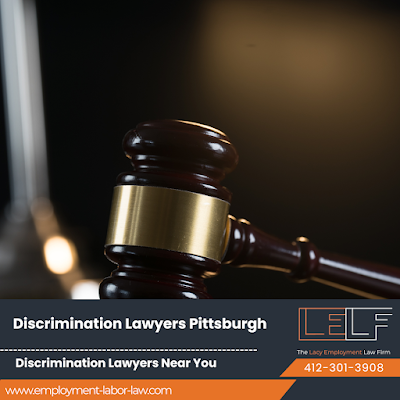 Discrimination Lawyers Pittsburgh
LELF
The Lacy Employment Law Firm
Discrimination Lawyers Near You
412-301-3908
www.employment-labor-law.com